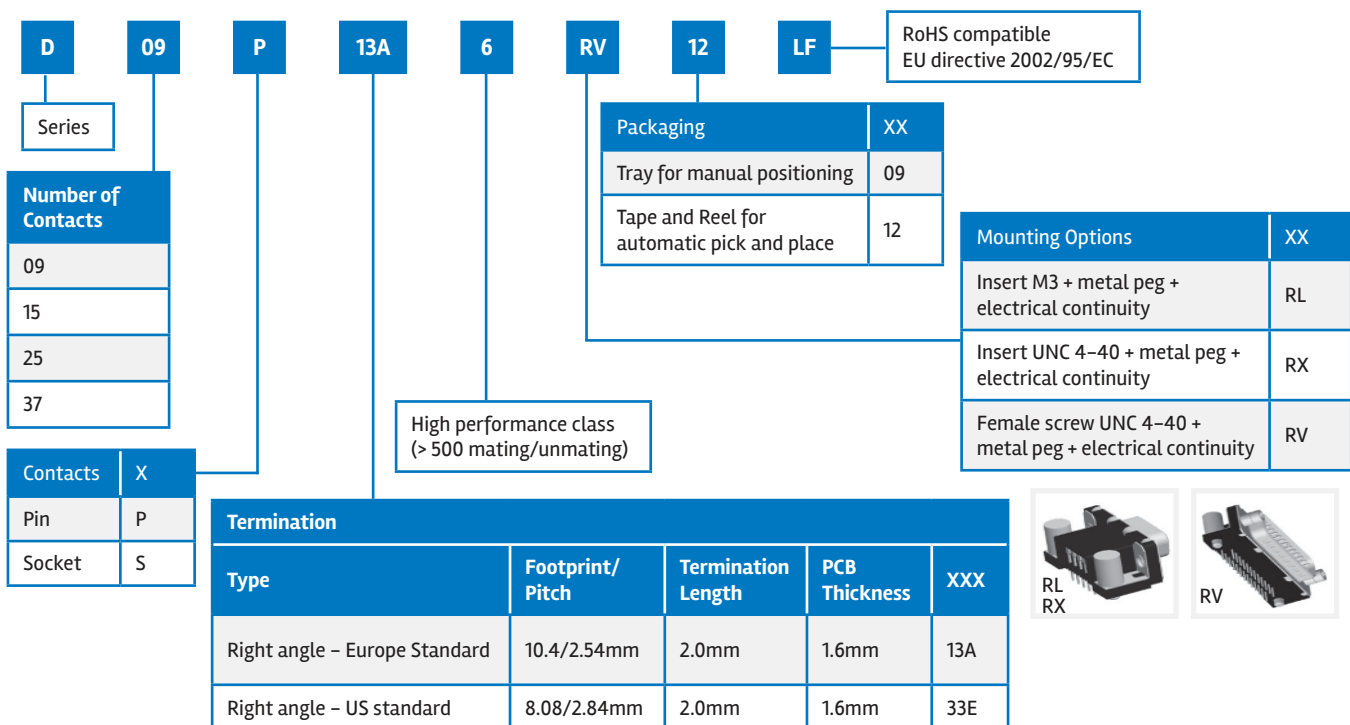 D 09 P 13A 6 RV 12 LF
RoHS compatible
EU directive 2002/95/EC
Series
Packaging XX
Tray for manual positioning 09
Tape and Reel for
automatic pick and place 12
Number of
Contacts
09
15
25
37
Mounting Options XX
Insert M3 + metal peg +
electrical continuity RL
Insert UNC 4–40 + metal peg +
electrical continuity RX
Female screw UNC 4–40 +
metal peg + electrical continuity RV
High performance class
(> 500 mating/unmating)
Contacts X
Pin P
Socket S
Termination
Type Footprint/
Pitch Termination
Length PCB
Thickness XXX
Right angle – Europe Standard 10.4/2.54mm 2.0mm 1.6mm 13A
Right angle – US standard 8.08/2.84mm 2.0mm 1.6mm 33E
RL
RX
RV